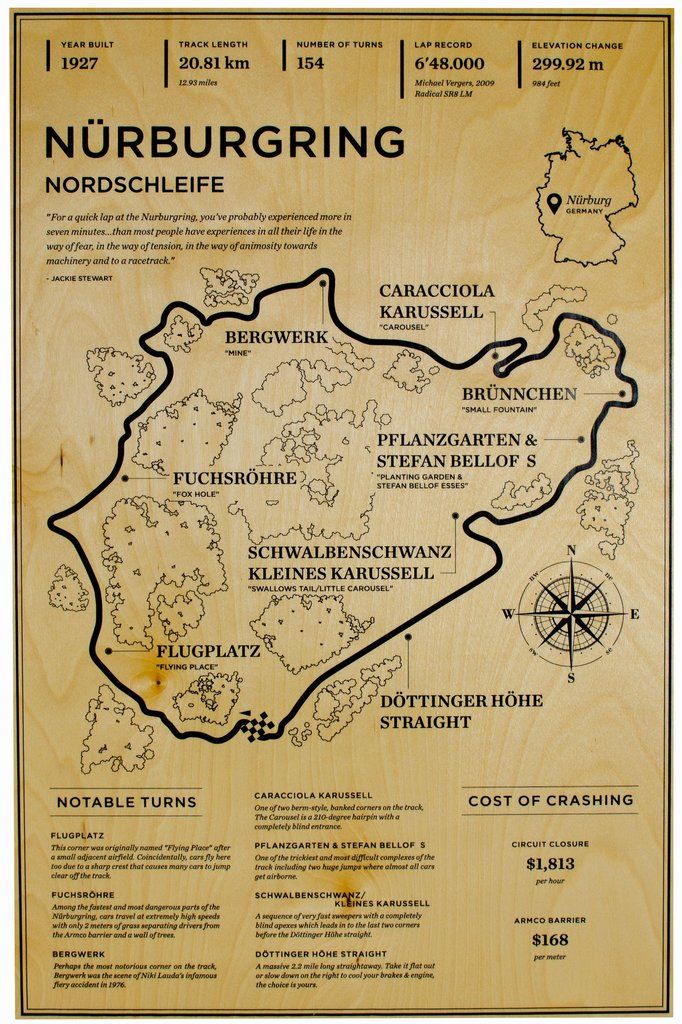 YEAR BUILT
1927
TRACK LENGTH
20.81 km
12.93 miles
NUMBER OF TURNS
154
LAP RECORD
6'48.000
Michael Vergers, 2009
Radical SR8 LM
ELEVATION CHANGE
299.92 m
984 feet
NÜRBURGRING
NORDSCHLEIFE
"For a quick lap at the Nurburgring, you've probably experienced more in
seven minutes...than most people have experiences in all their life in the
way of fear, in the way of tension, in the way of animosity towards
machinery and to a racetrack."
- JACKIE STEWART
Nürburg
GERMANY
CARACCIOLA
KARUSSELL
"CAROUSEL"
BERGWERK
"MINE"
BRÜNNCHEN
"SMALL FOUNTAIN"
PFLANZGARTEN &
STEFAN BELLOF S
"PLANTING GARDEN &
STEFAN BELLOF ESSES"
FUCHSRÖHRE
"FOX HOLE"
SCHWALBENSCHWANZ
KLEINES KARUSSELL
"SWALLOWS TAIL/LITTLE CAROUSEL"
N
nw
ne
W
E
sw
se
S
FLUGPLATZ
"FLYING PLACE"
DÖTTINGER HÖHE
STRAIGHT
NOTABLE TURNS
FLUGPLATZ
This corner was originally named "Flying Place" after
a small adjacent airfield. Coincidentally, cars fly here
too due to a sharp crest that causes many cars to jump
clear off the track.
FUCHSRÖHRE
Among the fastest and most dangerous parts of the
Nürburgring, cars travel at extremely high speeds
with only 2 meters of grass separating drivers from
the Armco barrier and a wall of trees.
BERGWERK
Perhaps the most notorious corner on the track,
Bergwerk was the scene of Niki Lauda's infamous
fiery accident in 1976.
CARACCIOLA KARUSSELL
One of two berm-style, banked corners on the track,
The Carousel is a 210-degree hairpin with a
completely blind entrance.
PFLANZGARTEN & STEFAN BELLOF S
One of the trickiest and most difficult complexes of the
track including two huge jumps where almost all cars
get airborne.
SCHWALBENSCHWANZ/
KLEINES KARUSSELL
A sequence of very fast sweepers with a completely
blind apexes which leads in to the last two corners
before the Döttinger Höhe straight.
DÖTTINGER HÖHE STRAIGHT
A massive 2.2 mile long straightaway. Take it flat out
or slow down on the right to cool your brakes & engine,
the choice is yours.
COST OF CRASHING
CIRCUIT CLOSURE
$1,813
per hour
ARMCO BARRIER
$168
per meter